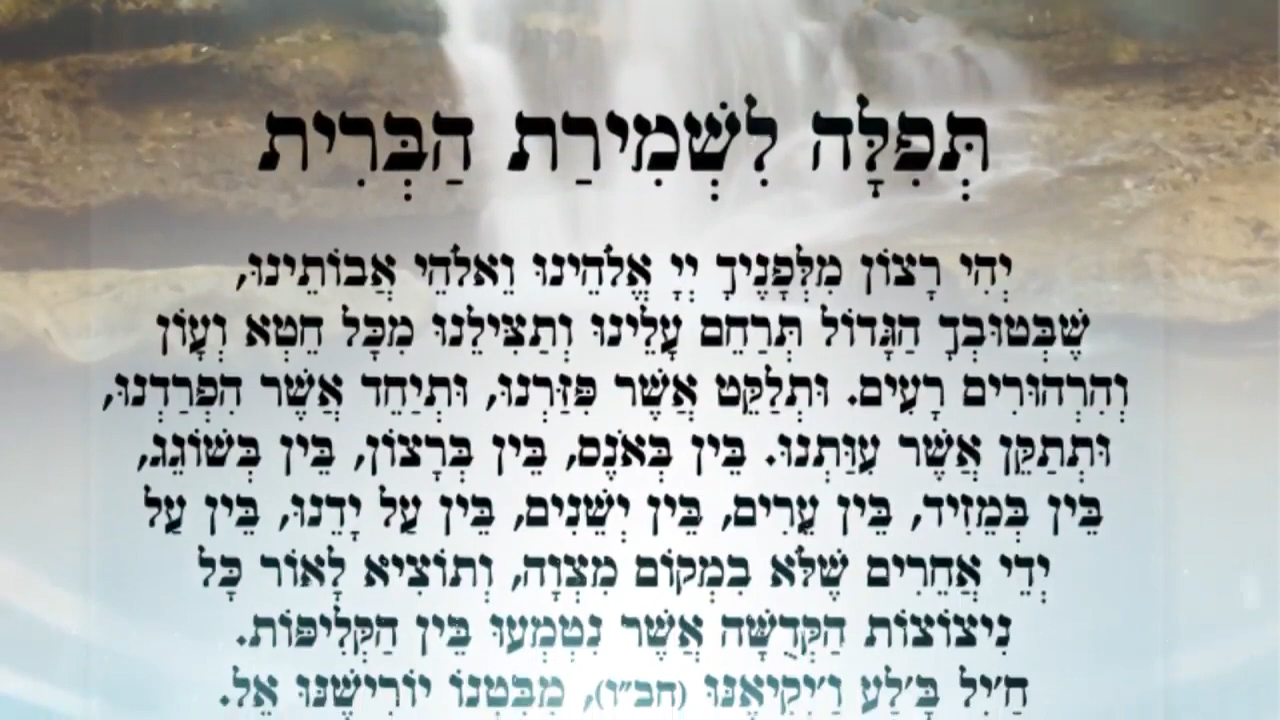 תְּפִלָּה לִשְׁמִירַת הַבְּרִית
יְהִי רָצוֹן מִלְּפָנֶיךָ יְיָ אֱלֹהֵינוּ וֵאלֹהֵי אֲבוֹתֵינוּ,
שֶׁבְּטוּבְךָ הַגָּדוֹל תְּרַחֵם עָלֵינוּ וְתַצִּילֵנוּ מִכָּל חֵטְא וְעָוֹן
וְהִרְהוּרִים רָעִים. וּתְלַקֵּט אֲשֶׁר פִּזַּרְנוּ, וּתְיַחֵד אֲשֶׁר הִפְרַדְנוּ,
וּתְתַקֵּן אֲשֶׁר עִוַּתְנוּ. בֵּין בְּאֹנֶס, בֵּין בְּרָצוֹן, בֵּין בְּשׁוֹגֵג,
בֵּין בְּמֵזִיד, בֵּין עֵרִים, בֵּין יְשֵׁנִים, בֵּין עַל יָדֵנוּ, בֵּין עַל
יְדֵי אֲחֵרִים שֶׁלֹּא בִמְקוֹם מִצְוָה, וְתוֹצִיא לָאוֹר כָּל
נִיצוֹצוֹת הַקְּדֻשָּׁה אֲשֶׁר נִטְמְעוּ בֵּין הַקְּלִיפּוֹת.
חַ׳יִל בָּ׳לַע וַ׳יְקִיאֶנּוּ (חב״ו), מִבִּטְנוֹ יוֹרִישֶׁנּוּ אֵל.